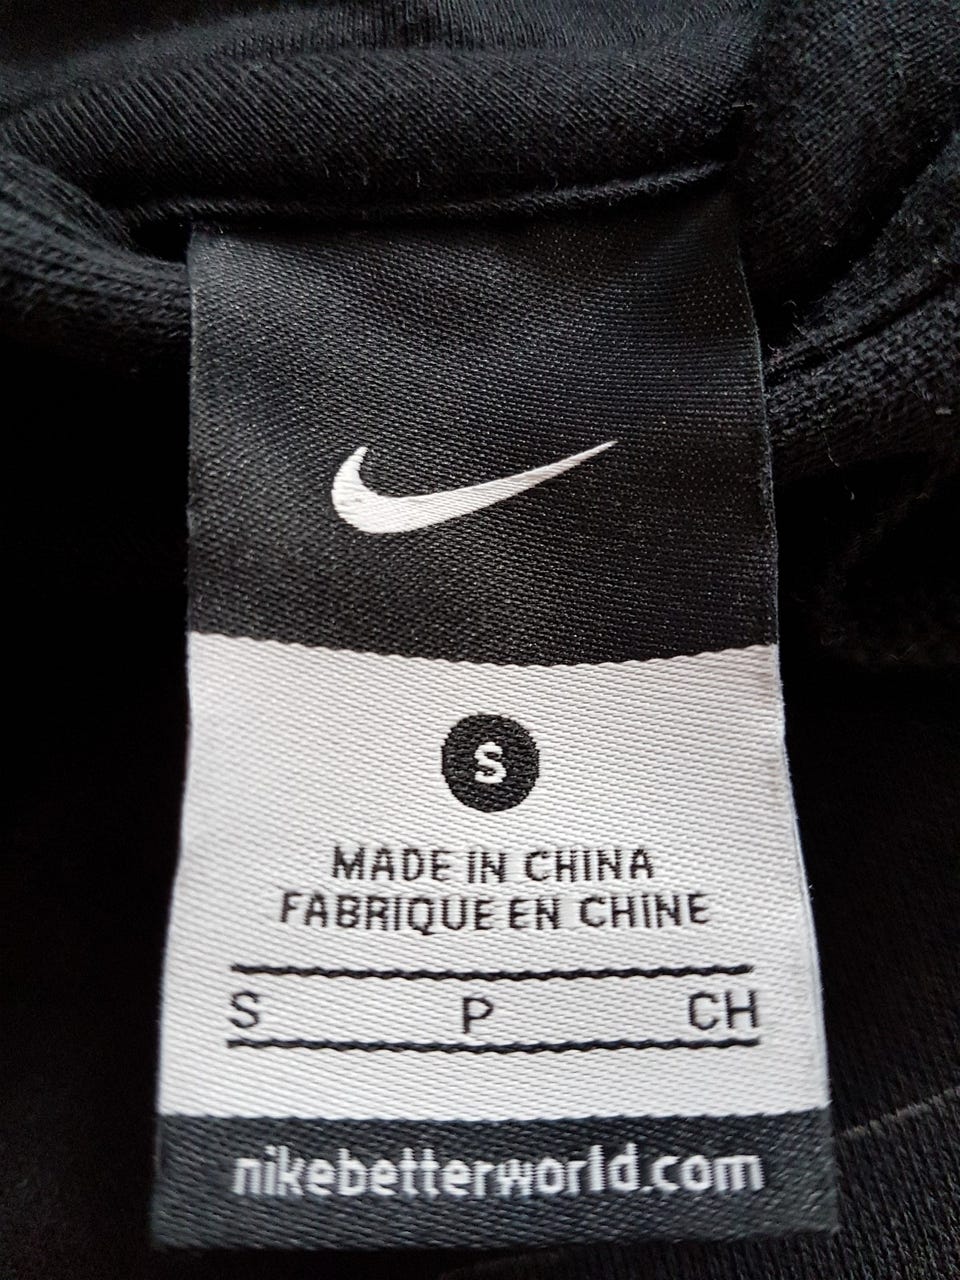 S
MADE IN CHINA
FABRIQUE EN CHINE
S P CH
nikebetterworld.com